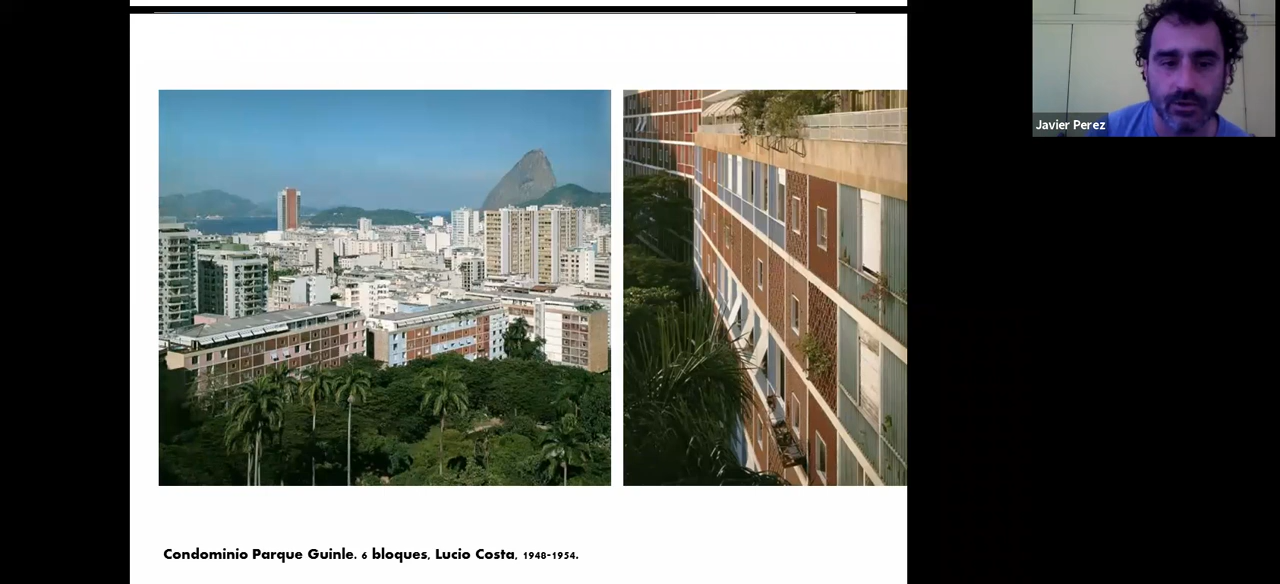 Javier Perez
Condominio Parque Guinle. 6 bloques, Lucio Costa, 1948-1954.